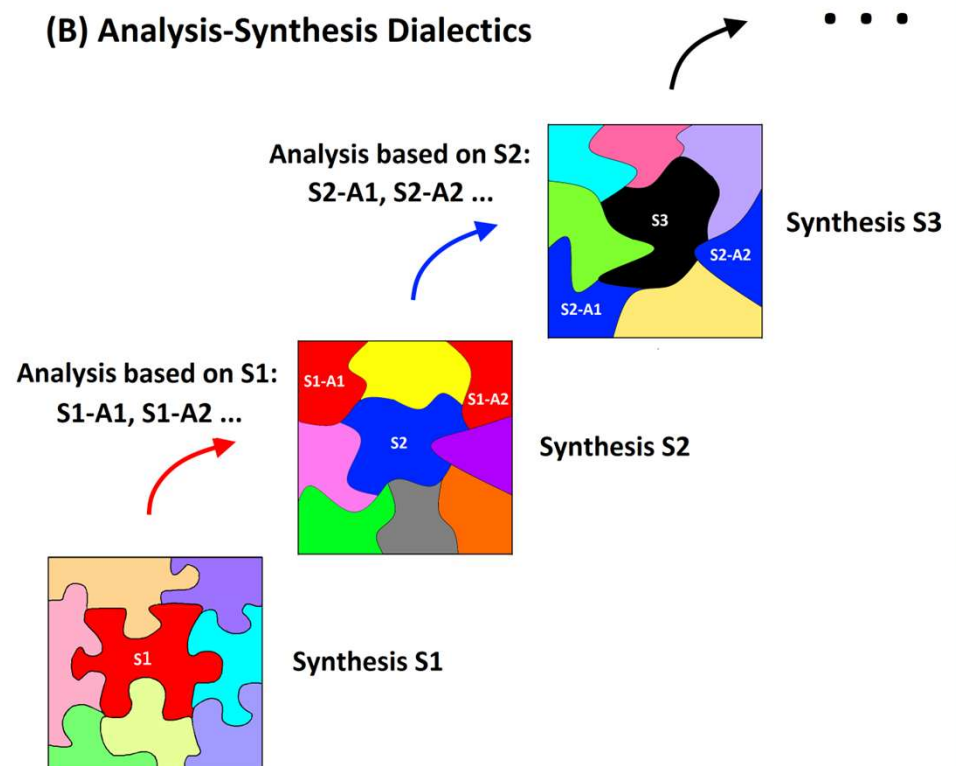 (B) Analysis-Synthesis Dialectics
...
Analysis based on S2:
S2-A1, S2-A2 ...
S3
S2-A2
S2-A1
Synthesis S3
Analysis based on S1:
S1-A1, S1-A2 ...
S1-A1
S1-A2
S2
Synthesis S2
S1
Synthesis S1